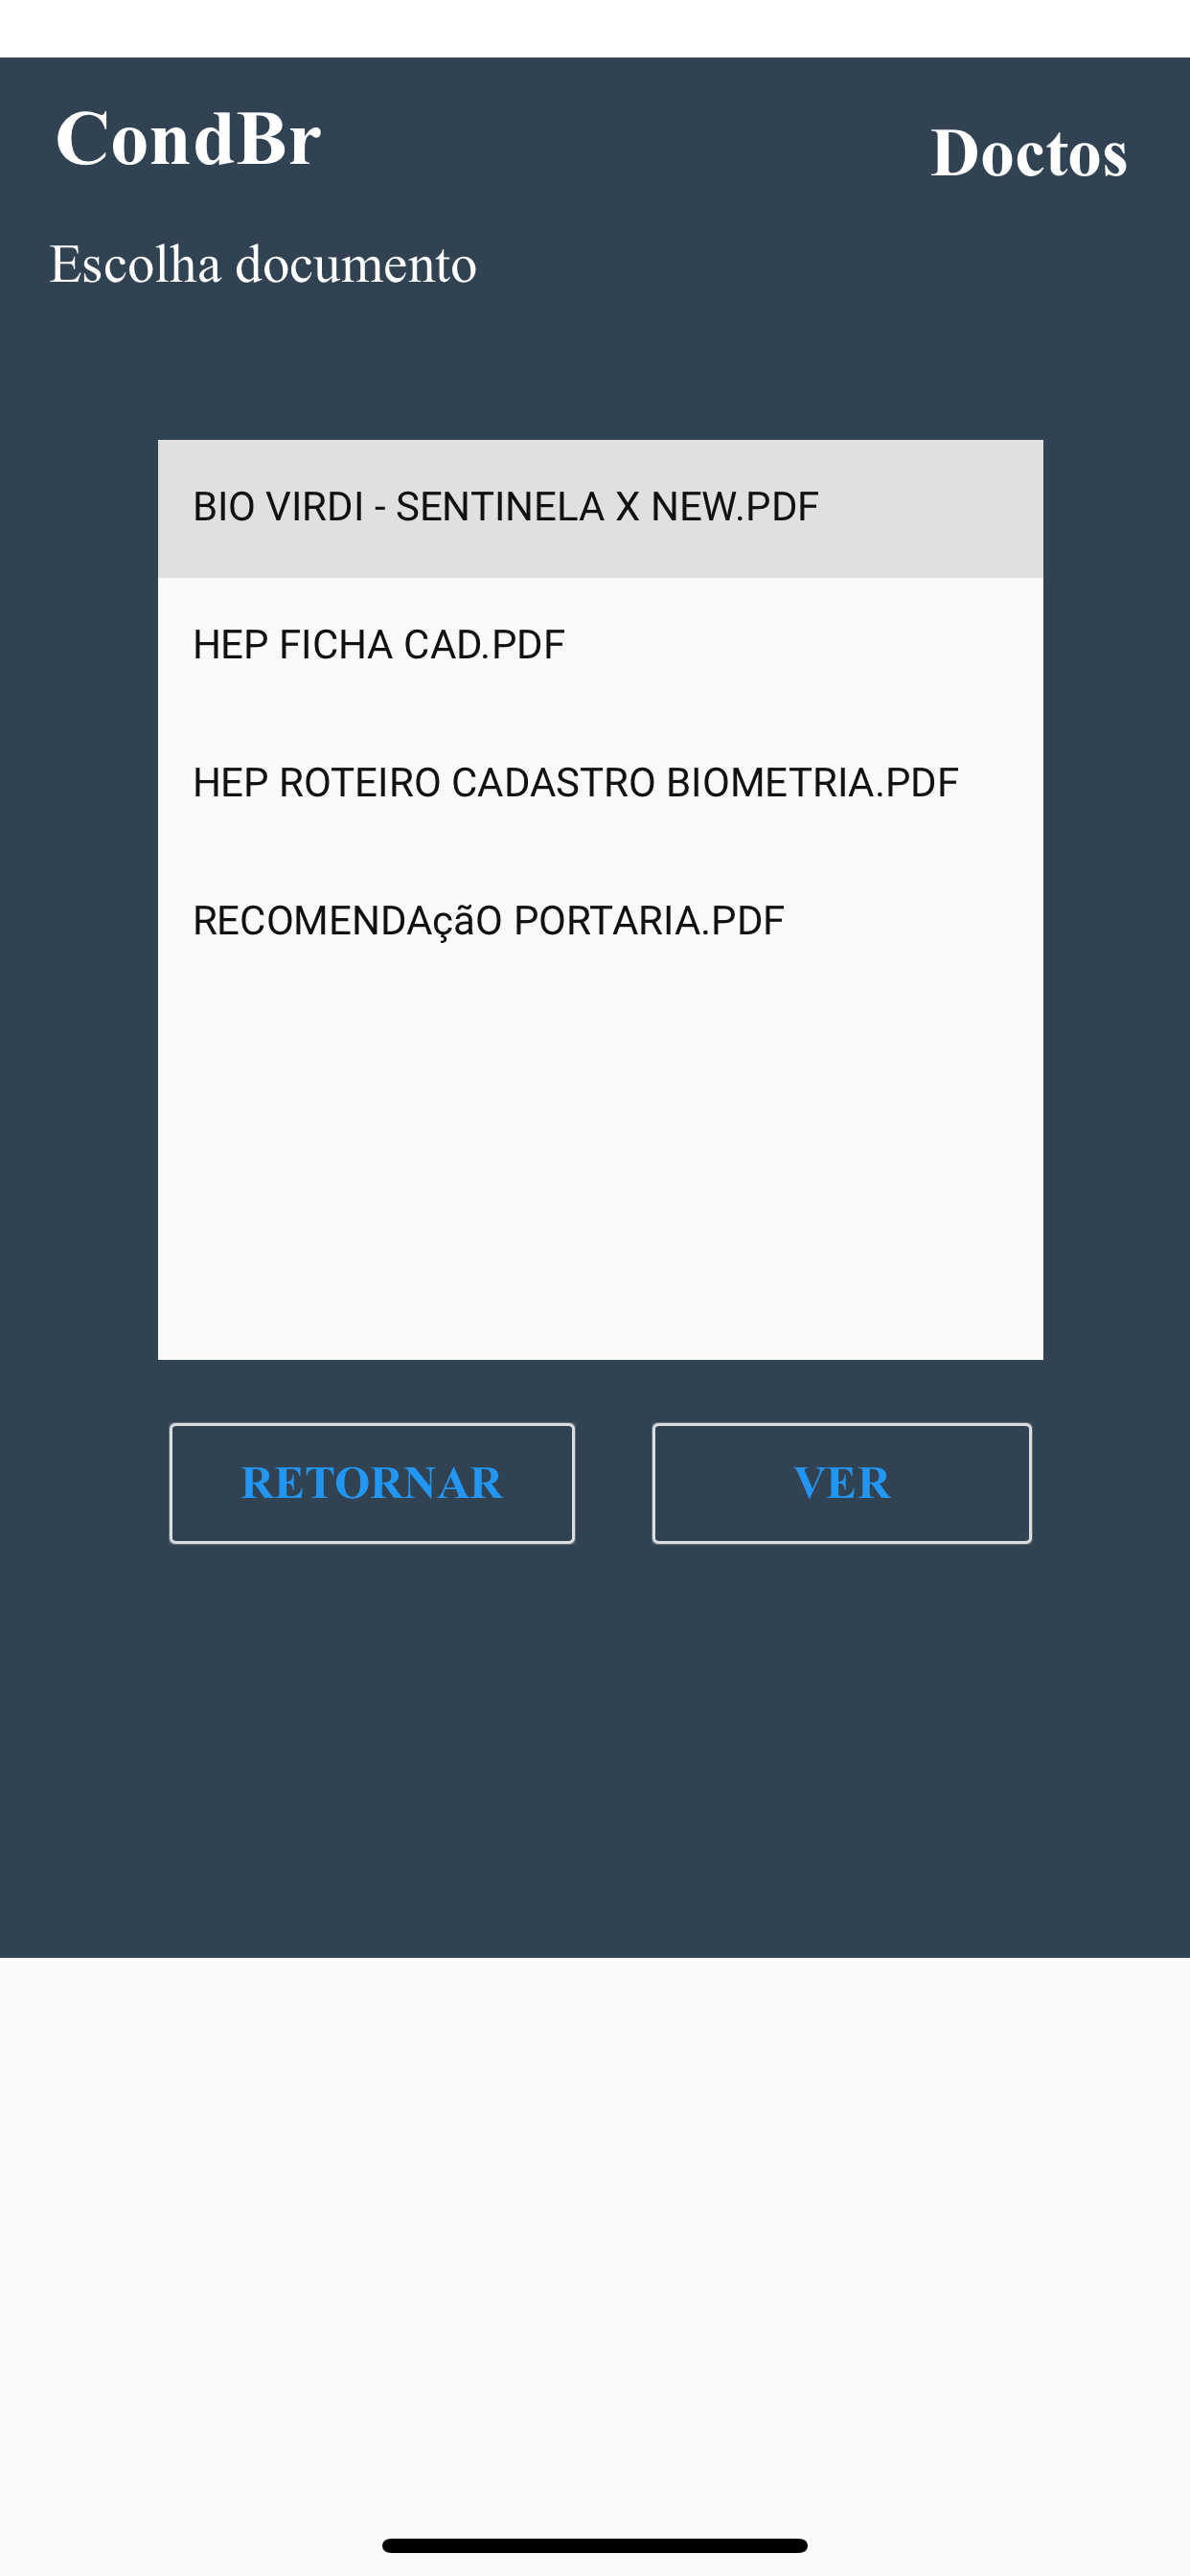 CondBr
Doctos
Escolha documento
BIO VIRDI - SENTINELA X NEW.PDF
HEP FICHA CAD.PDF
HEP ROTEIRO CADASTRO BIOMETRIA.PDF
RECOMENDAçãO PORTARIA.PDF
RETORNAR
VER